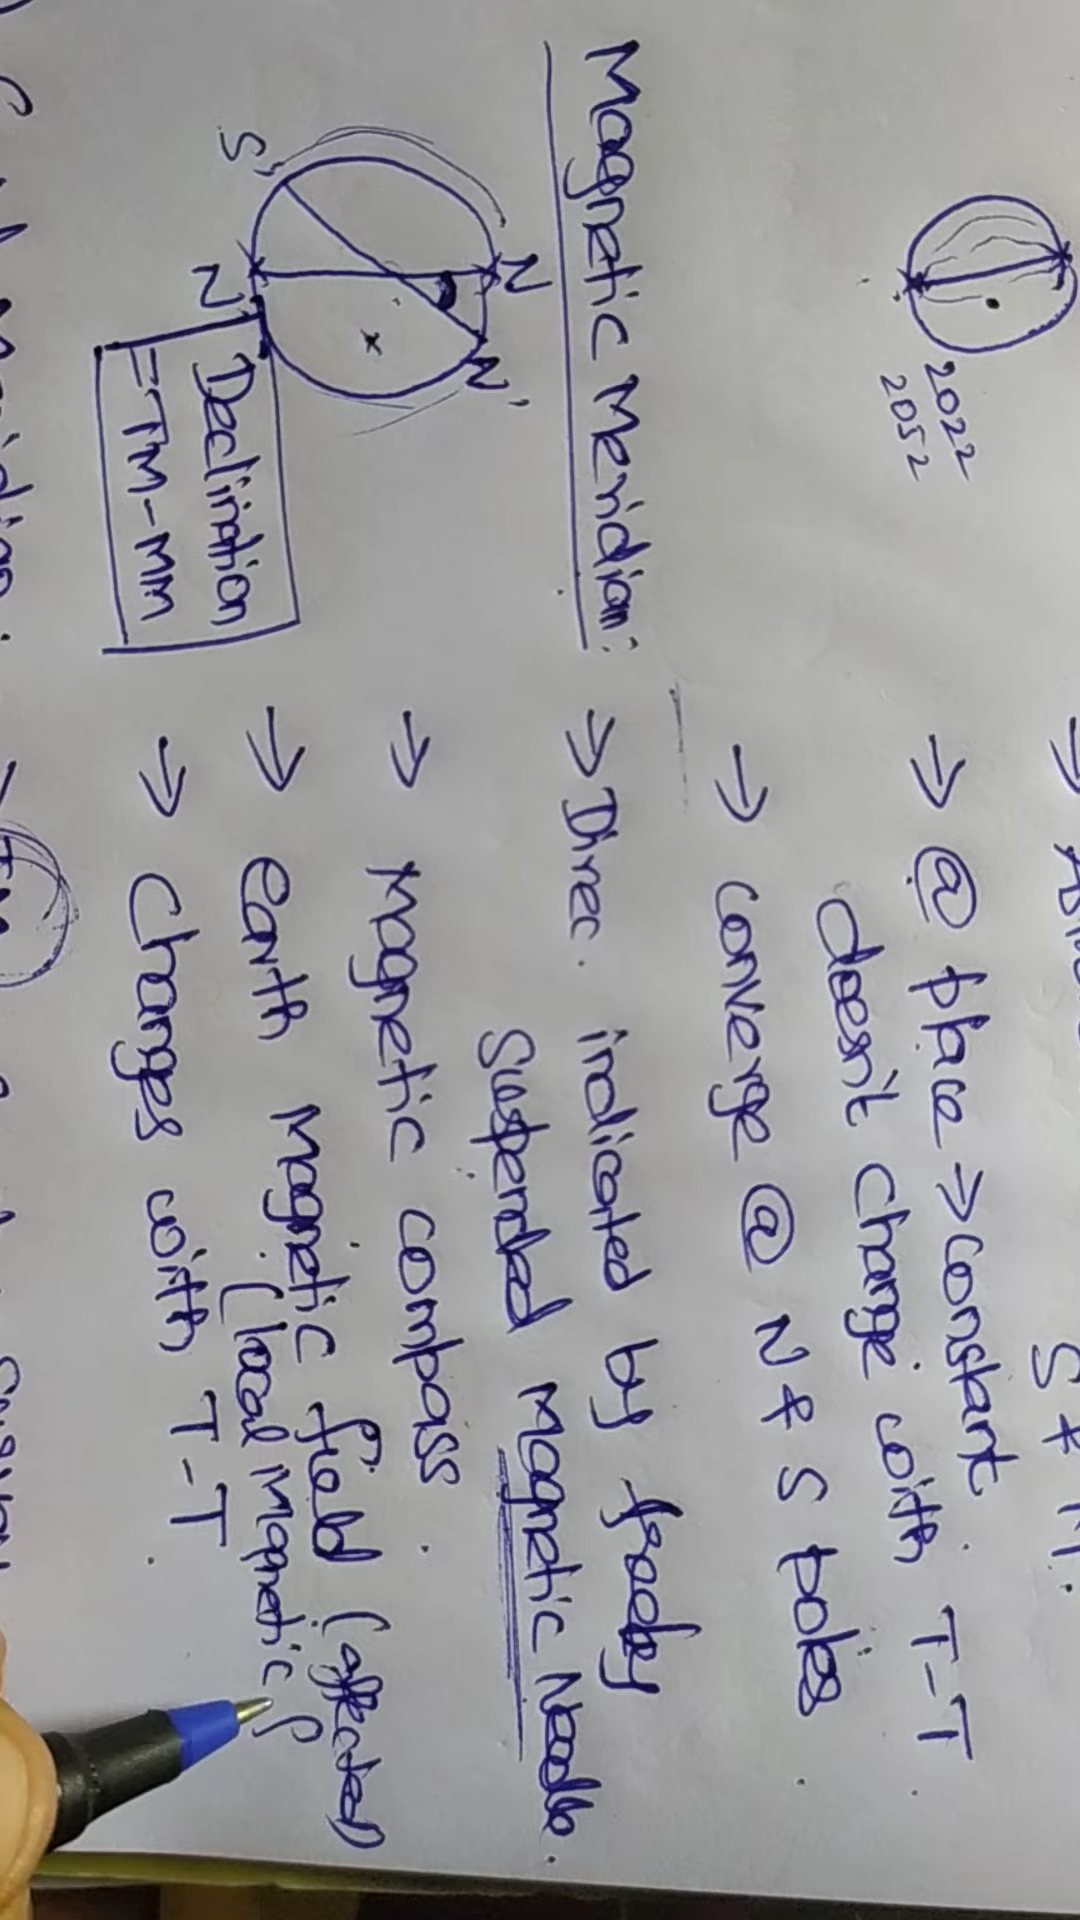 S & N.
→ @ place → constant
doesn't change with T-T
2022
2052
→ converge @ N & S poles
Magnetic Meridian:
→ Direc. indicated by freely
Suspended Magnetic Needle.
→ Magnetic compass
→ earth Magnetic field (affected)
(local Magnetic f
→ changes with T-T
N
N'
S'
N
Declination
= TM-MM